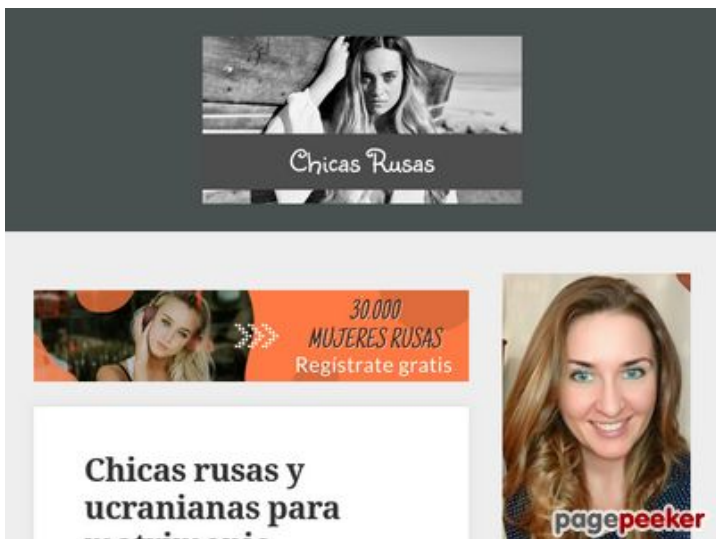 Chicas Rusas
30.000
MUJERES RUSAS
Regístrate gratis
Chicas rusas y
ucranianas para
pagepeeker